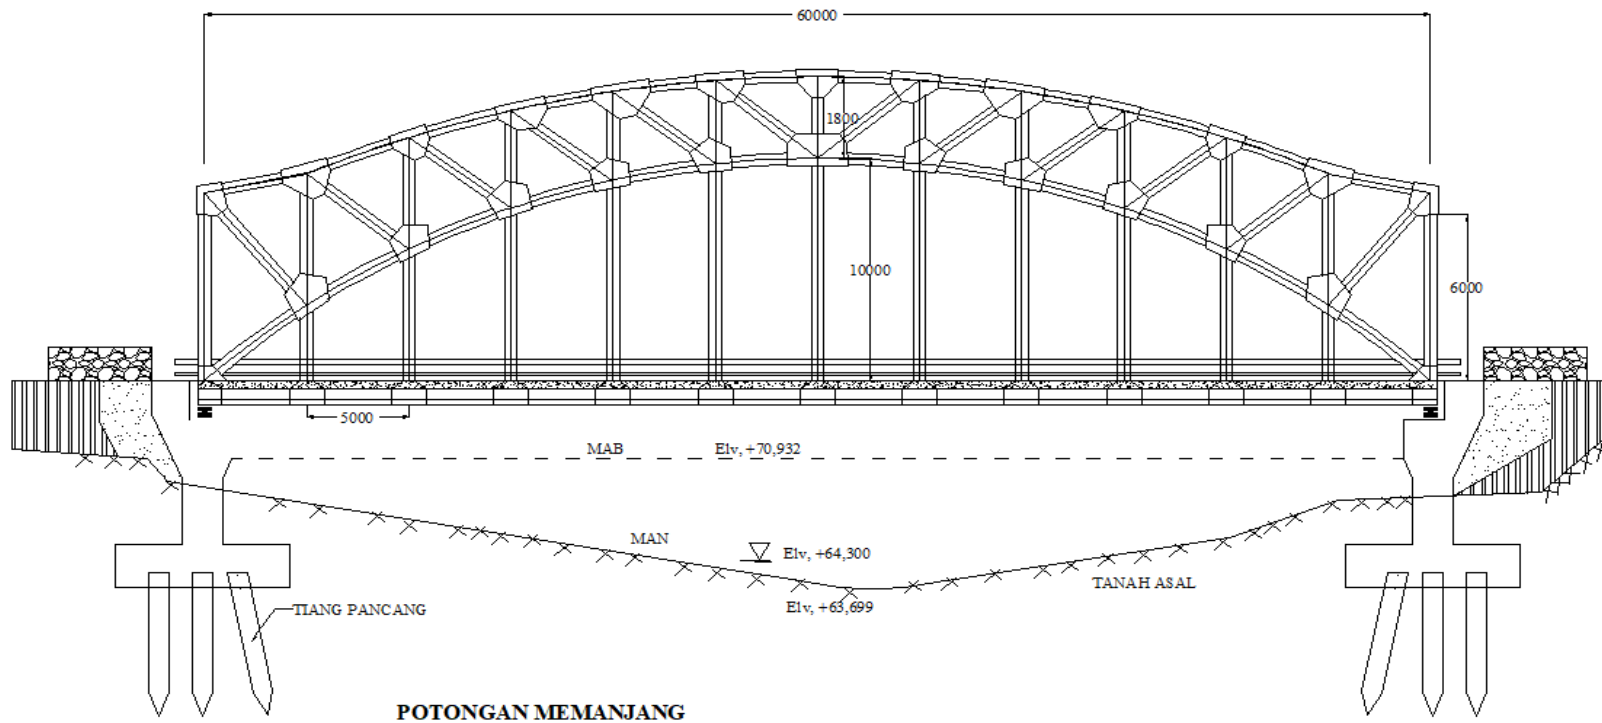 60000
1800
10000
6000
5000
MAB Elv, +70,932
MAN
Elv, +64,300
TANAH ASAL
Elv, +63,699
TIANG PANCANG
POTONGAN MEMANJANG